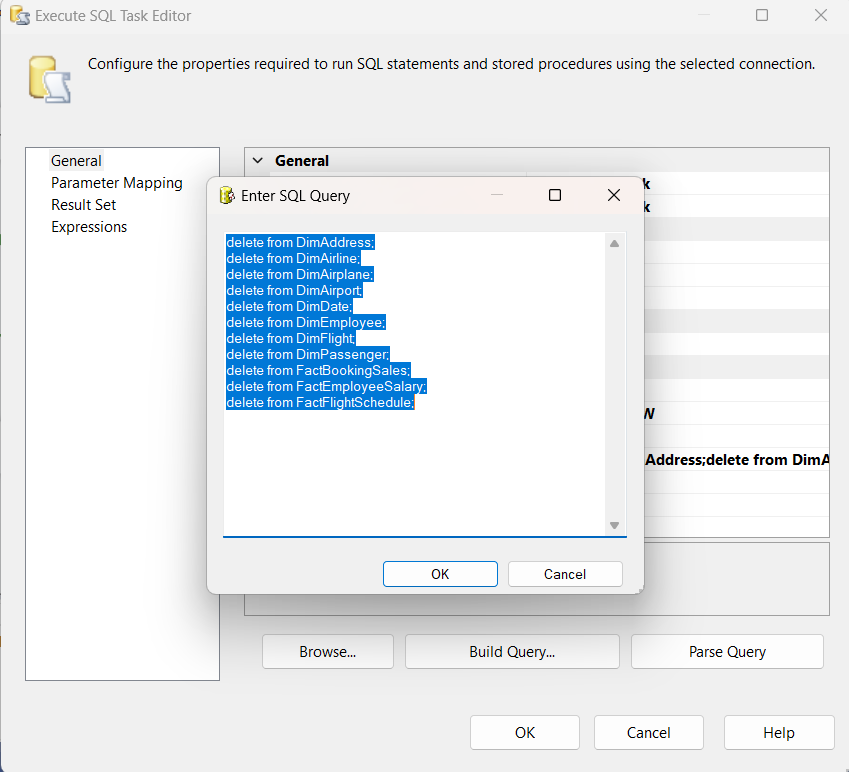 Execute SQL Task Editor
Configure the properties required to run SQL statements and stored procedures using the selected connection.
General
Parameter Mapping
Result Set
Expressions
General
Enter SQL Query
delete from DimAddress;
delete from DimAirline;
delete from DimAirplane;
delete from DimAirport;
delete from DimDate;
delete from DimEmployee;
delete from DimFlight;
delete from DimPassenger;
delete from FactBookingSales;
delete from FactEmployeeSalary;
delete from FactFlightSchedule;
k
k
W
Address;delete from DimA
OK
Cancel
Browse...
Build Query...
Parse Query
OK
Cancel
Help